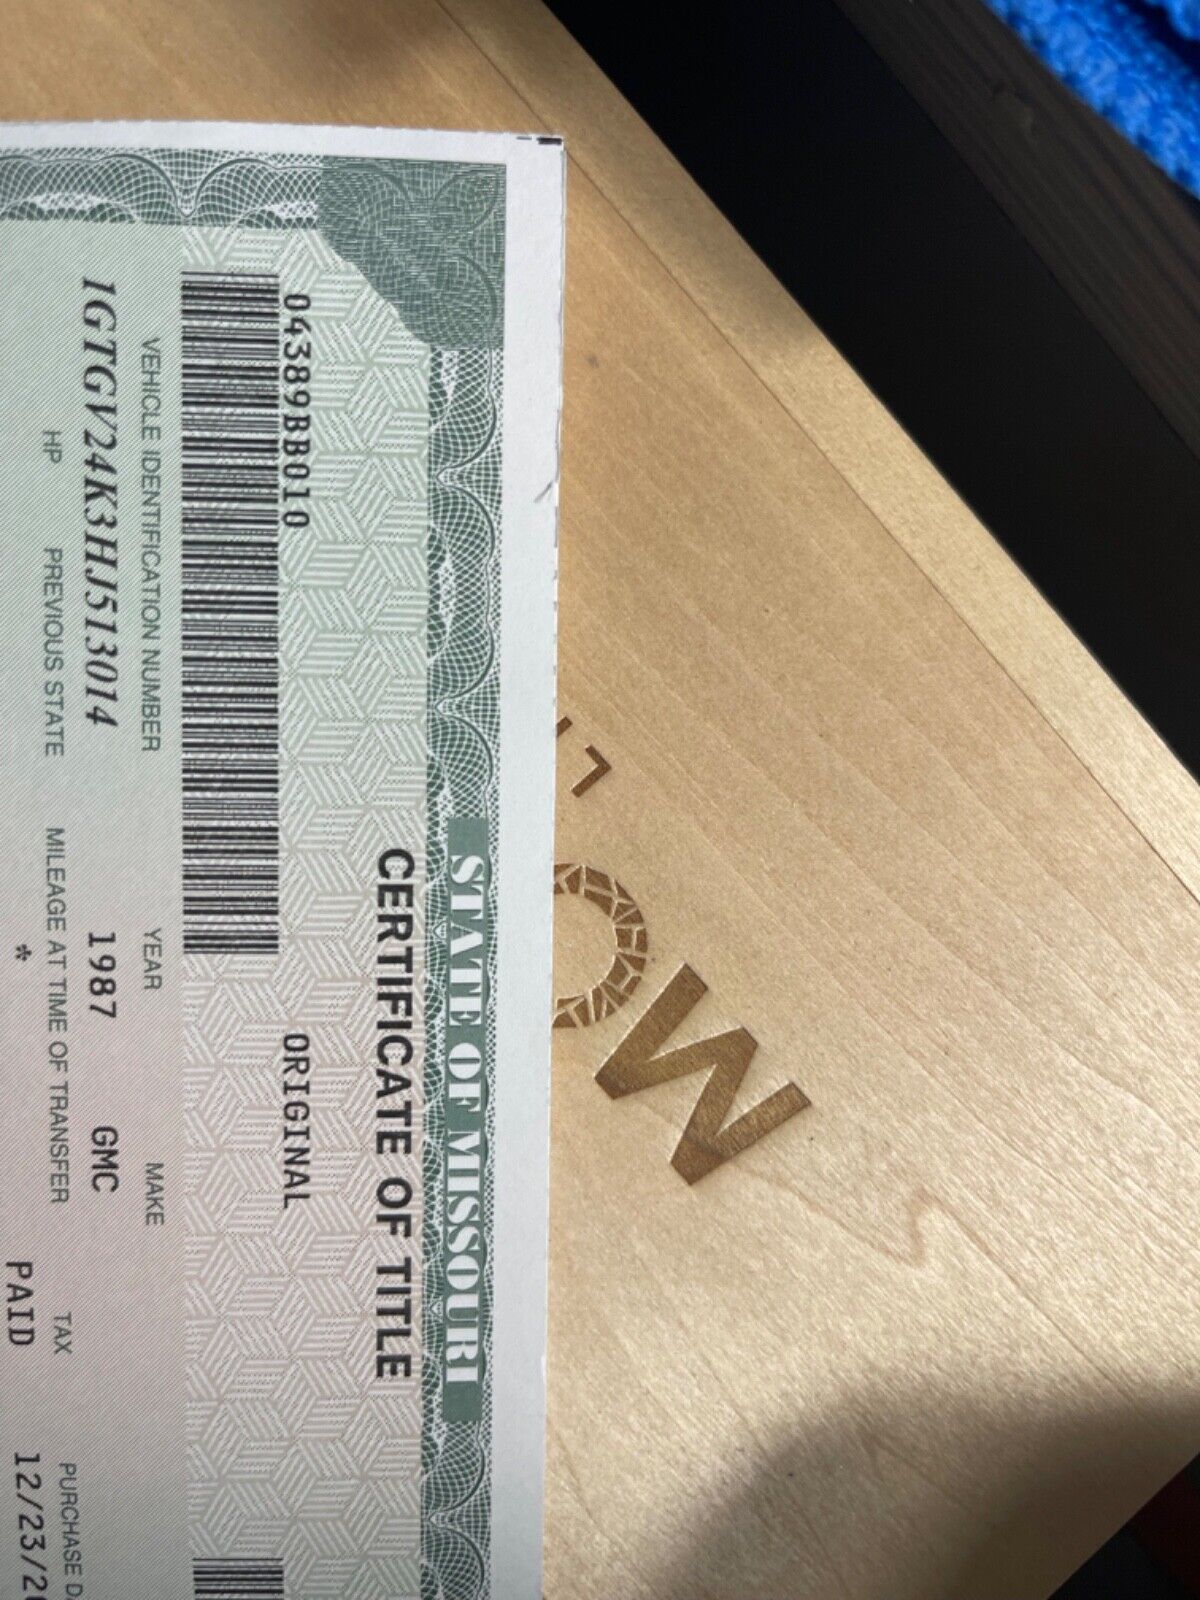 STATE OF MISSOURI
CERTIFICATE OF TITLE
04389BB010 ORIGINAL
VEHICLE IDENTIFICATION NUMBER YEAR MAKE
1GTGV24K3HJ513014 1987 GMC
HP PREVIOUS STATE MILEAGE AT TIME OF TRANSFER TAX PURCHASE
* PAID 12/23/2